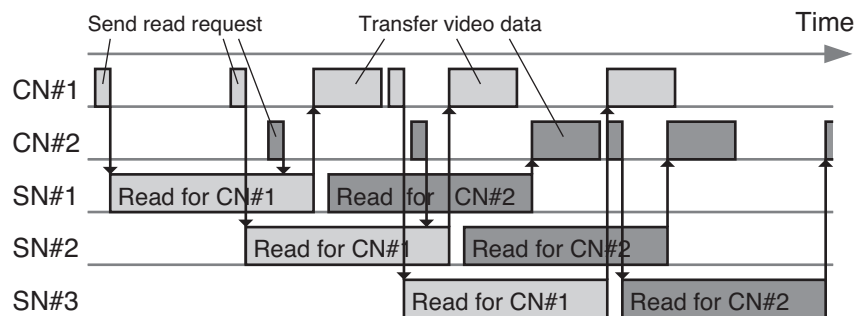 Send read request Transfer video data Time
CN#1
CN#2
SN#1 Read for CN#1 Read for CN#2
SN#2 Read for CN#1 Read for CN#2
SN#3 Read for CN#1 Read for CN#2